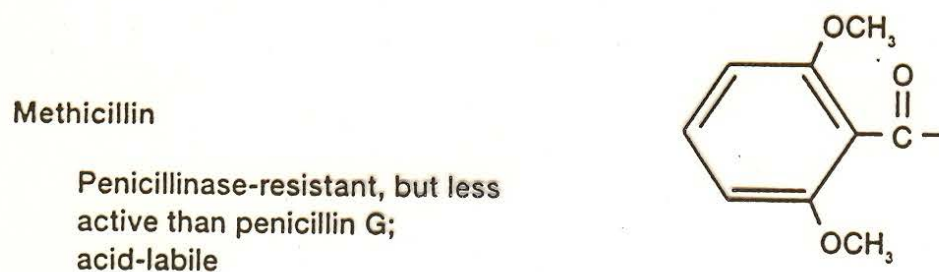 Methicillin
Penicillinase-resistant, but less
active than penicillin G;
acid-labile
OCH₃
O
C
OCH₃